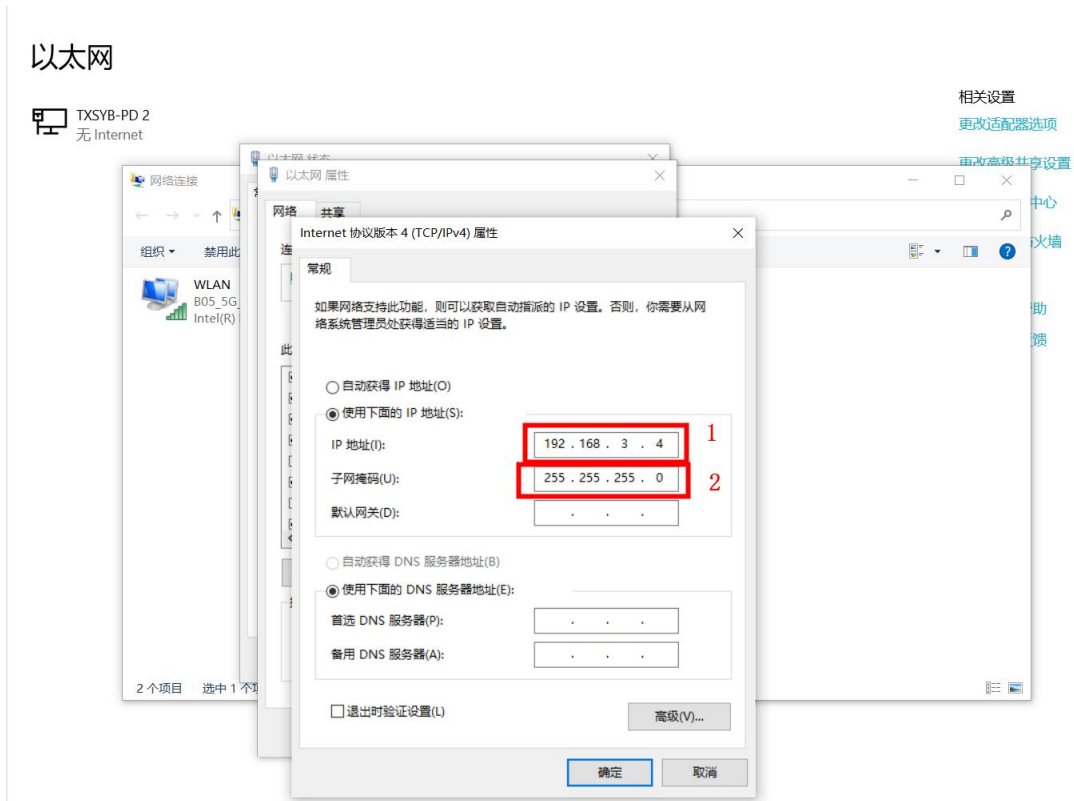 以太网
TXSYB-PD 2
无 Internet
相关设置
更改适配器选项
更改高级共享设置
中心
火墙
助
馈
以太网 状态
网络连接
以太网 属性
网络
共享
组织
禁用此
WLAN
B05_5G_
Intel(R)
连
此
Internet 协议版本 4 (TCP/IPv4) 属性
常规
如果网络支持此功能,则可以获取自动指派的 IP 设置。否则,你需要从网
络系统管理员处获得适当的 IP 设置。
自动获得 IP 地址(O)
使用下面的 IP 地址(S):
IP 地址(I):
192 . 168 . 3 . 4
1
子网掩码(U):
255 . 255 . 255 . 0
2
默认网关(D):
. . .
自动获得 DNS 服务器地址(B)
使用下面的 DNS 服务器地址(E):
首选 DNS 服务器(P):
. . .
备用 DNS 服务器(A):
. . .
退出时验证设置(L)
高级(V)...
确定
取消
2 个项目
选中 1 个